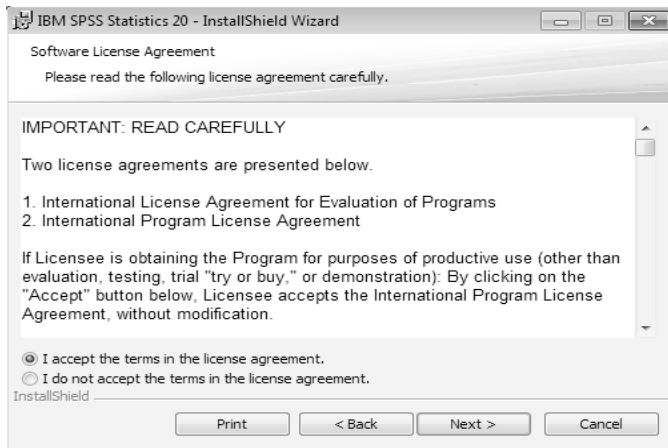 IBM SPSS Statistics 20 - InstallShield Wizard
Software License Agreement
Please read the following license agreement carefully.
IMPORTANT: READ CAREFULLY
Two license agreements are presented below.
1. International License Agreement for Evaluation of Programs
2. International Program License Agreement
If Licensee is obtaining the Program for purposes of productive use (other than
evaluation, testing, trial "try or buy," or demonstration): By clicking on the
"Accept" button below, Licensee accepts the International Program License
Agreement, without modification.
I accept the terms in the license agreement.
I do not accept the terms in the license agreement.
InstallShield
Print
< Back
Next >
Cancel